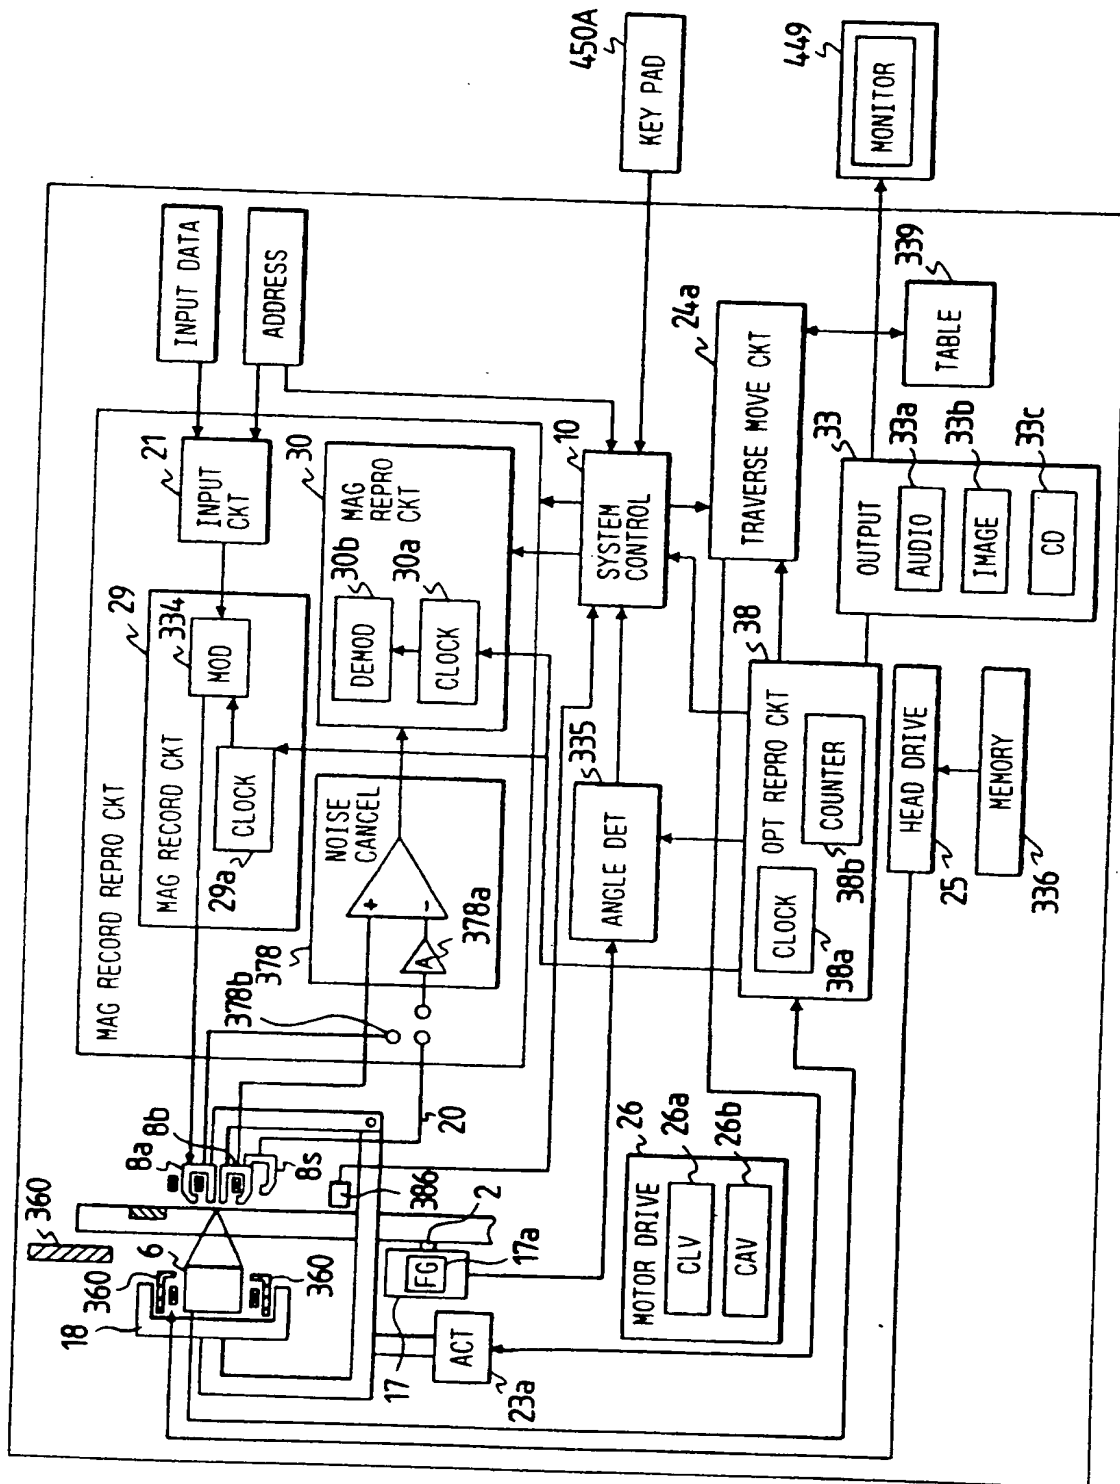 MAG RECORD REPRO CKT
MAG RECORD CKT
29
334
MOD
CLOCK
29a
21
INPUT
CKT
INPUT DATA
ADDRESS
30
MAG
REPRO
CKT
30b
DEMOD
30a
CLOCK
NOISE
CANCEL
+
-
A
378a
378
378b
20
8a
8b
8s
386
2
360
6
360
360
18
17
FG
17a
ACT
23a
10
SYSTEM
CONTROL
450A
KEY PAD
449
MONITOR
24a
TRAVERSE MOVE CKT
339
TABLE
335
ANGLE DET
38
OPT REPRO CKT
CLOCK
38a
COUNTER
38b
33
OUTPUT
33a
AUDIO
33b
IMAGE
33c
CD
HEAD DRIVE
25
MEMORY
336
MOTOR DRIVE
26
CLV
26a
CAV
26b